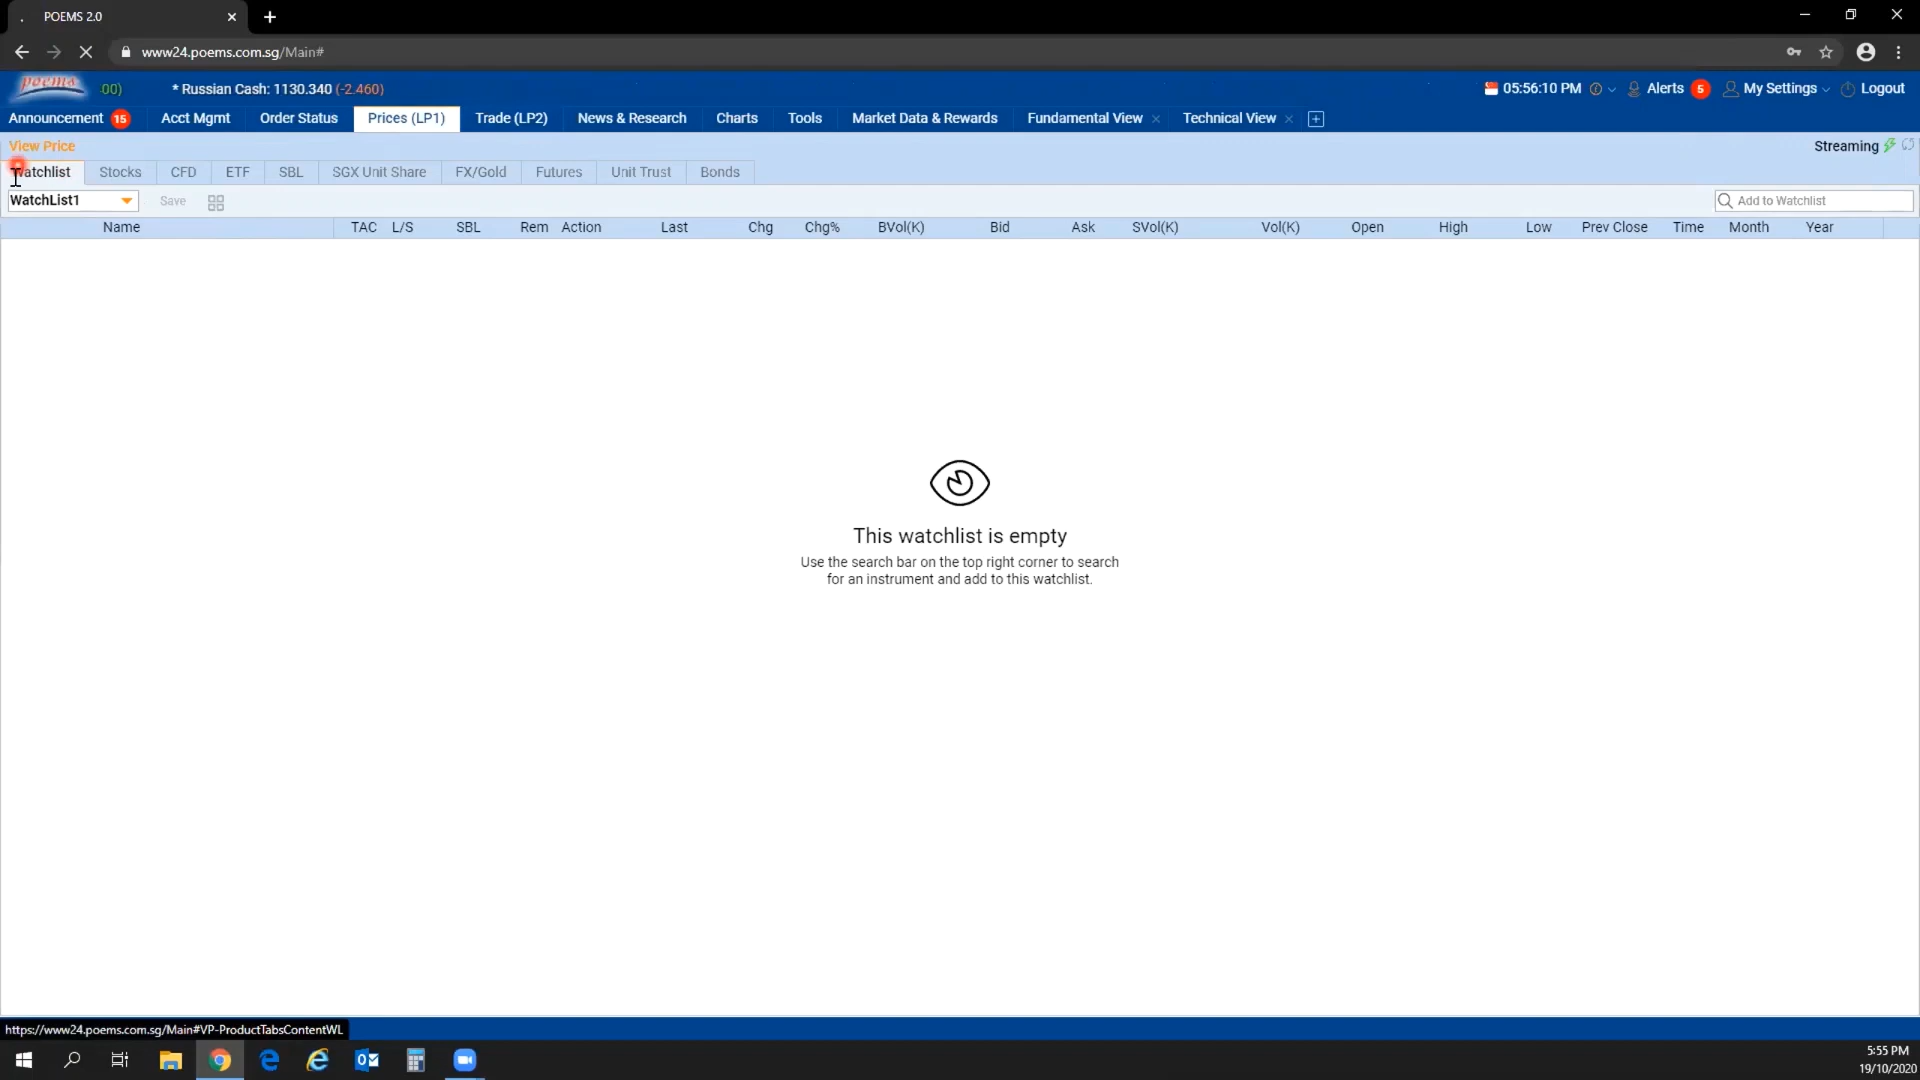 POEMS 2.0
www24.poems.com.sg/Main#
poems
.00) * Russian Cash: 1130.340 (-2.460) 05:56:10 PM Alerts 5 My Settings Logout
Announcement 15 Acct Mgmt Order Status Prices (LP1) Trade (LP2) News & Research Charts Tools Market Data & Rewards Fundamental View Technical View
View Price Streaming
Watchlist Stocks CFD ETF SBL SGX Unit Share FX/Gold Futures Unit Trust Bonds
WatchList1 Save Add to Watchlist
Name TAC L/S SBL Rem Action Last Chg Chg% BVol(K) Bid Ask SVol(K) Vol(K) Open High Low Prev Close Time Month Year
This watchlist is empty
Use the search bar on the top right corner to search
for an instrument and add to this watchlist.
https://www24.poems.com.sg/Main#VP-ProductTabsContentWL
5:55 PM
19/10/2020